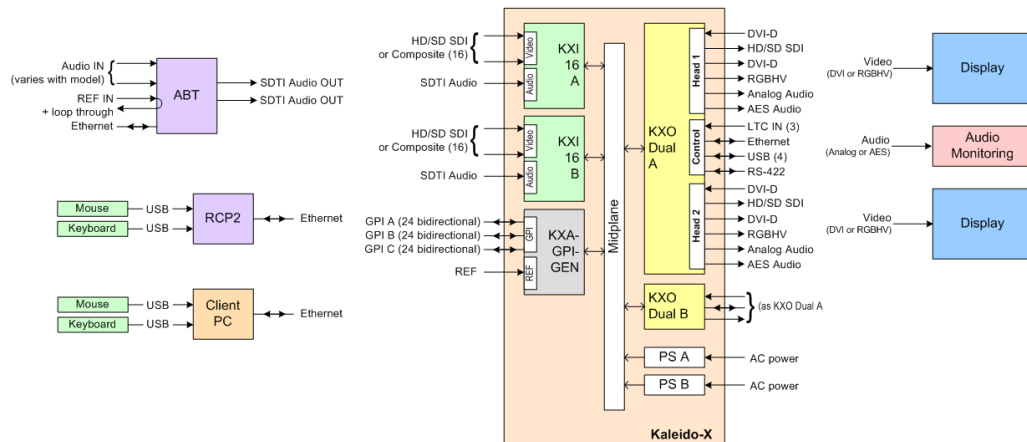 Audio IN
(varies with model)
REF IN
+ loop through
Ethernet
ABT
SDTI Audio OUT
SDTI Audio OUT
Mouse
Keyboard
USB
USB
RCP2
Ethernet
Mouse
Keyboard
USB
USB
Client
PC
Ethernet
HD/SD SDI
or Composite (16)
SDTI Audio
Video
Audio
KXI
16
A
HD/SD SDI
or Composite (16)
SDTI Audio
Video
Audio
KXI
16
B
GPI A (24 bidirectional)
GPI B (24 bidirectional)
GPI C (24 bidirectional)
REF
GPI
REF
KXA-
GPI-
GEN
Midplane
KXO
Dual
A
Head 1
Control
Head 2
DVI-D
HD/SD SDI
DVI-D
RGBHV
Analog Audio
AES Audio
LTC IN (3)
Ethernet
USB (4)
RS-422
DVI-D
HD/SD SDI
DVI-D
RGBHV
Analog Audio
AES Audio
KXO
Dual B
(as KXO Dual A
PS A
AC power
PS B
AC power
Kaleido-X
Video
(DVI or RGBHV)
Display
Audio
(Analog or AES)
Audio
Monitoring
Video
(DVI or RGBHV)
Display